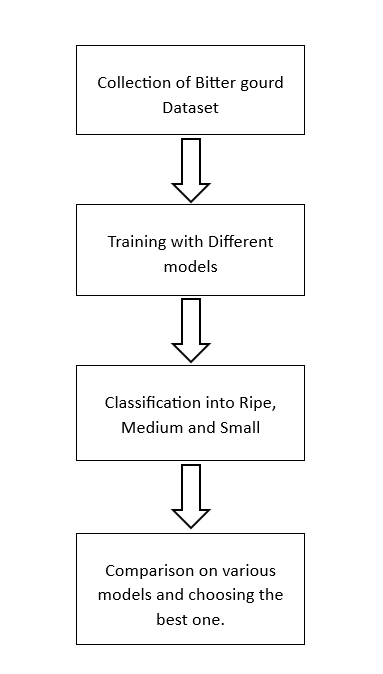 Collection of Bitter gourd
Dataset
Training with Different
models
Classification into Ripe,
Medium and Small
Comparison on various
models and choosing the
best one.